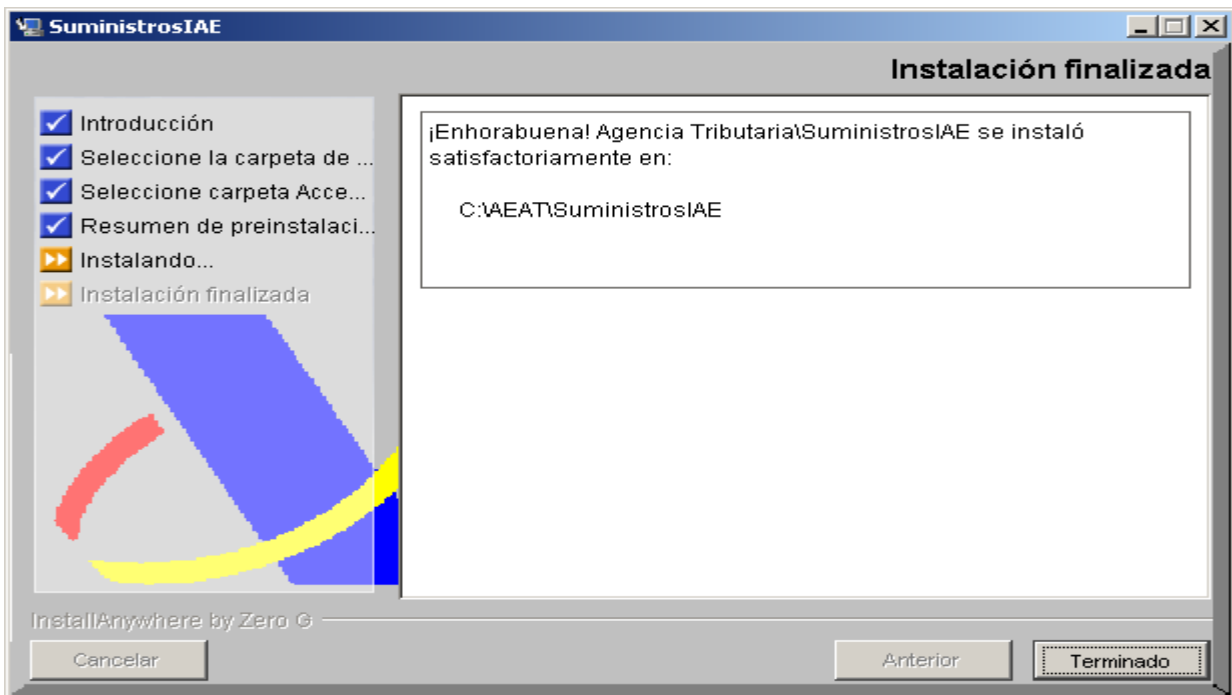 SuministrosIAE
Instalación finalizada
Introducción
Seleccione la carpeta de ...
Seleccione carpeta Acce...
Resumen de preinstalaci...
Instalando...
Instalación finalizada
¡Enhorabuena! Agencia Tributaria\SuministrosIAE se instaló
satisfactoriamente en:
C:\AEAT\SuministrosIAE
InstallAnywhere by Zero G
Cancelar
Anterior
Terminado